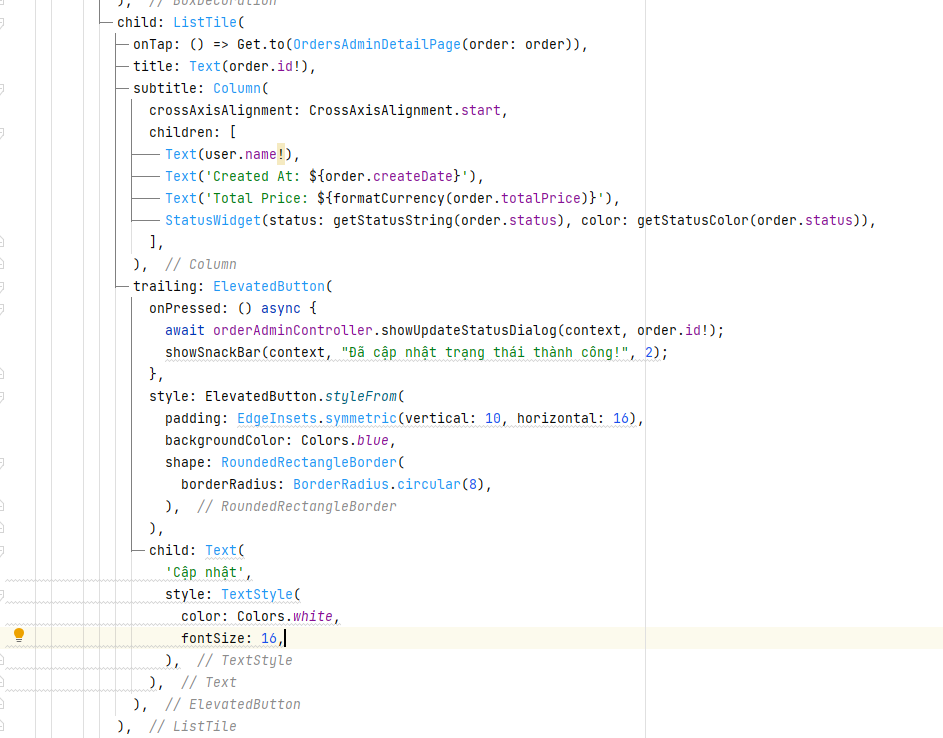 ), // BoxDecoration
child: ListTile(
onTap: () => Get.to(OrdersAdminDetailPage(order: order)),
title: Text(order.id!),
subtitle: Column(
crossAxisAlignment: CrossAxisAlignment.start,
children: [
Text(user.name!),
Text('Created At: ${order.createDate}'),
Text('Total Price: ${formatCurrency(order.totalPrice)}'),
StatusWidget(status: getStatusString(order.status), color: getStatusColor(order.status)),
],
), // Column
trailing: ElevatedButton(
onPressed: () async {
await orderAdminController.showUpdateStatusDialog(context, order.id!);
showSnackBar(context, "Đã cập nhật trạng thái thành công!", 2);
},
style: ElevatedButton.styleFrom(
padding: EdgeInsets.symmetric(vertical: 10, horizontal: 16),
backgroundColor: Colors.blue,
shape: RoundedRectangleBorder(
borderRadius: BorderRadius.circular(8),
), // RoundedRectangleBorder
),
child: Text(
'Cập nhật',
style: TextStyle(
color: Colors.white,
fontSize: 16,
), // TextStyle
), // Text
), // ElevatedButton
), // ListTile